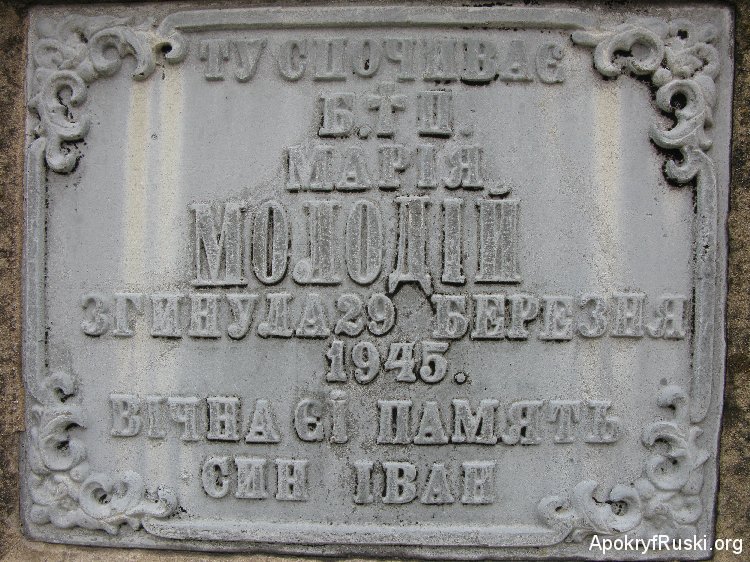 ТУ СПОЧИВАЄ
Б. † П.
МАРІЯ
МОЛОДІЙ
ЗГИНУЛА 29 БЕРЕЗНЯ
1945.
ВІЧНА ЄЇ ПАМЯТЬ
СИН ІВАН
ApokryfRuski.org